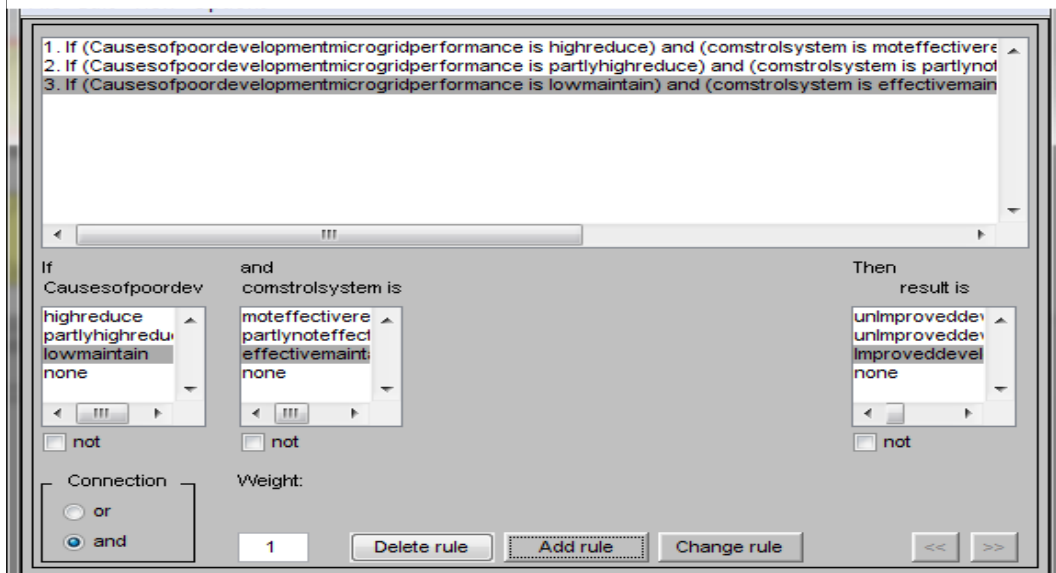 1. If (Causesofpoordevelopmentmicrogridperformance is highreduce) and (comstrolsystem is moteffectivere
2. If (Causesofpoordevelopmentmicrogridperformance is partlyhighreduce) and (comstrolsystem is partlynot
3. If (Causesofpoordevelopmentmicrogridperformance is lowmaintain) and (comstrolsystem is effectivemain
If
Causesofpoordev
highreduce
partlyhighredu
lowmaintain
none
not
and
comstrolsystem is
moteffectivere
partlynoteffect
effectivemainta
none
not
Then
result is
unImproveddev
unImproveddev
Improveddevel
none
not
Connection
or
and
Weight:
1
Delete rule
Add rule
Change rule
<<
>>